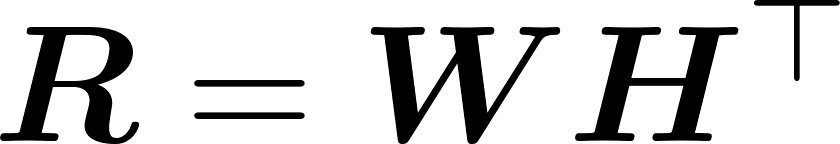 R = WH⊤